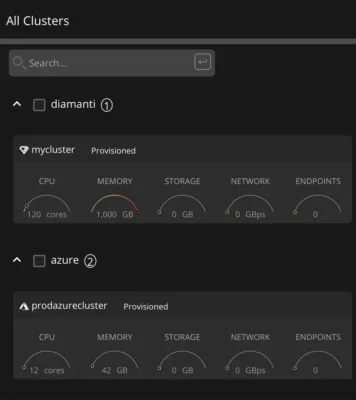 All Clusters
Search...
diamanti 1
mycluster Provisioned
CPU MEMORY STORAGE NETWORK ENDPOINTS
120 cores 1,000 GB 0 GB 0 GBps 0
azure 2
prodazurecluster Provisioned
CPU MEMORY STORAGE NETWORK ENDPOINTS
12 cores 42 GB 0 GB 0 GBps 0